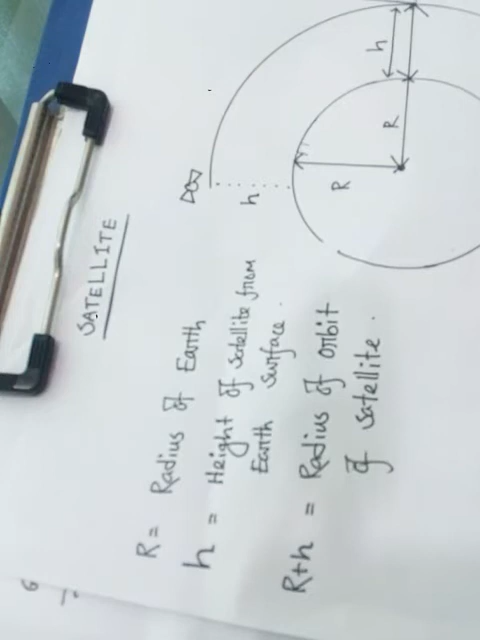 SATELLITE
R = Radius of Earth
h = Height of satellite from
Earth surface.
R+h = Radius of orbit
of satellite.
h
R
R
h